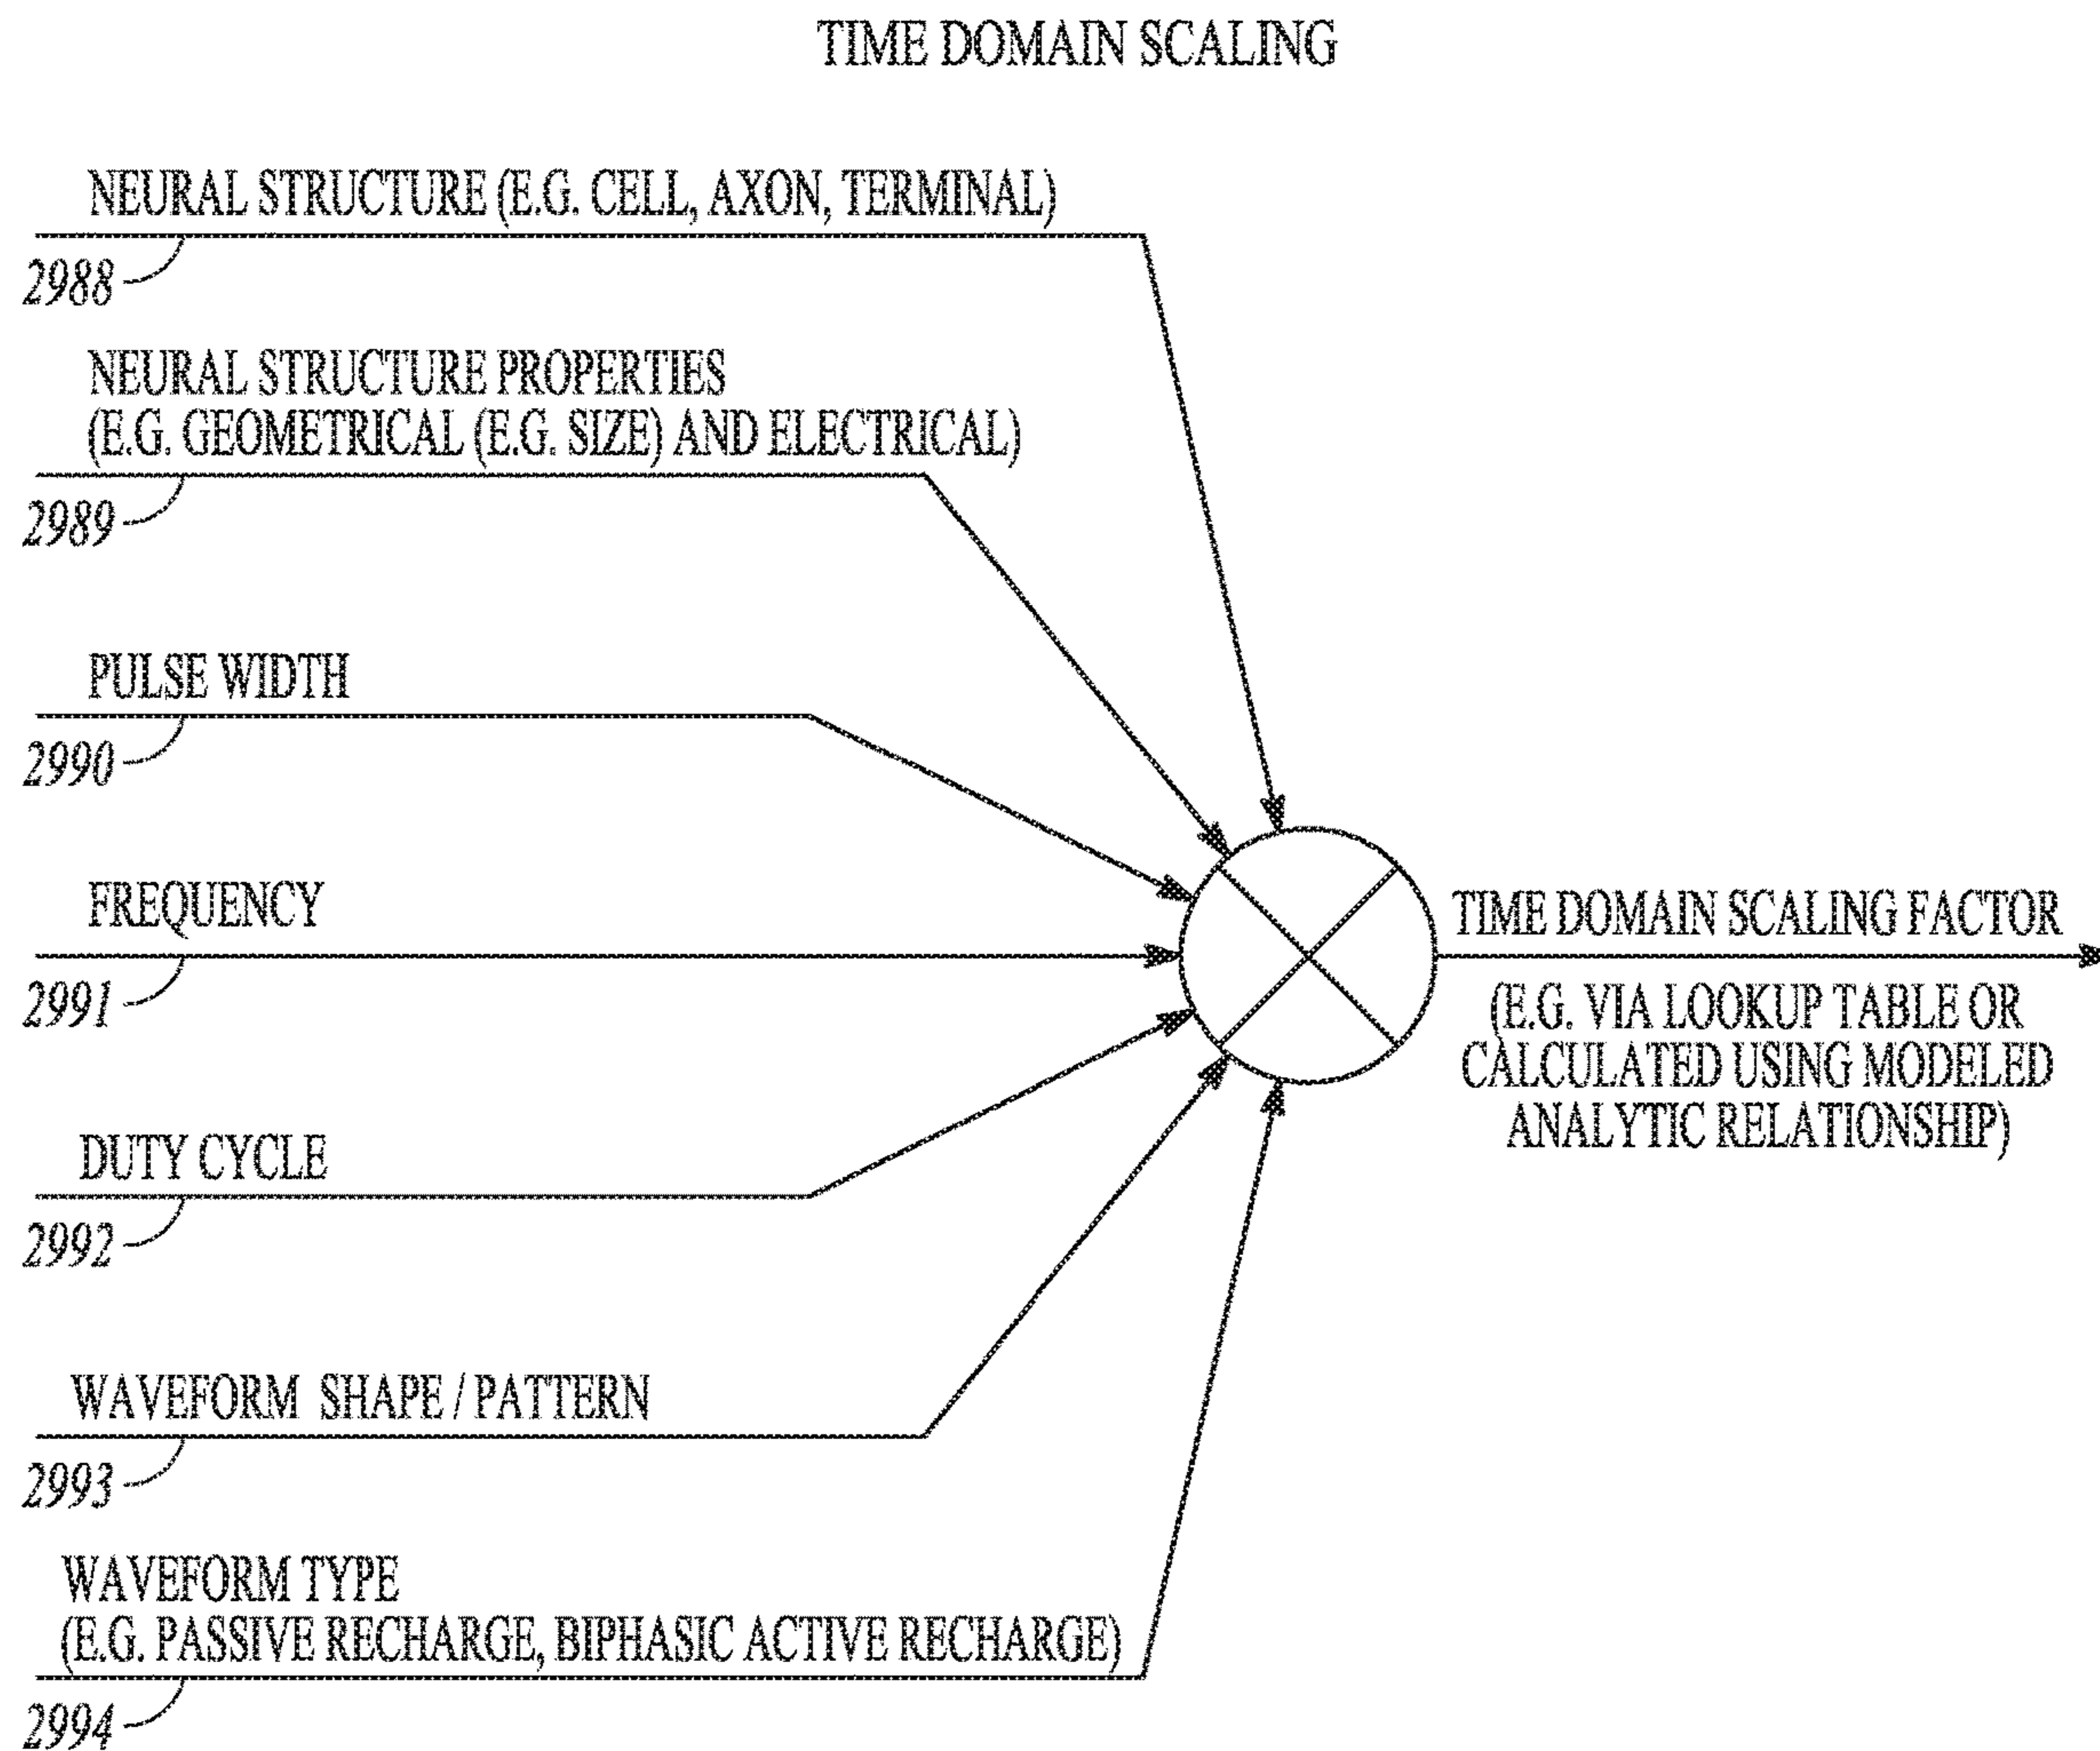 TIME DOMAIN SCALING
NEURAL STRUCTURE (E.G. CELL, AXON, TERMINAL)
2988
NEURAL STRUCTURE PROPERTIES
(E.G. GEOMETRICAL (E.G. SIZE) AND ELECTRICAL)
2989
PULSE WIDTH
2990
FREQUENCY
2991
DUTY CYCLE
2992
WAVEFORM SHAPE / PATTERN
2993
WAVEFORM TYPE
(E.G. PASSIVE RECHARGE, BIPHASIC ACTIVE RECHARGE)
2994
TIME DOMAIN SCALING FACTOR
(E.G. VIA LOOKUP TABLE OR
CALCULATED USING MODELED
ANALYTIC RELATIONSHIP)